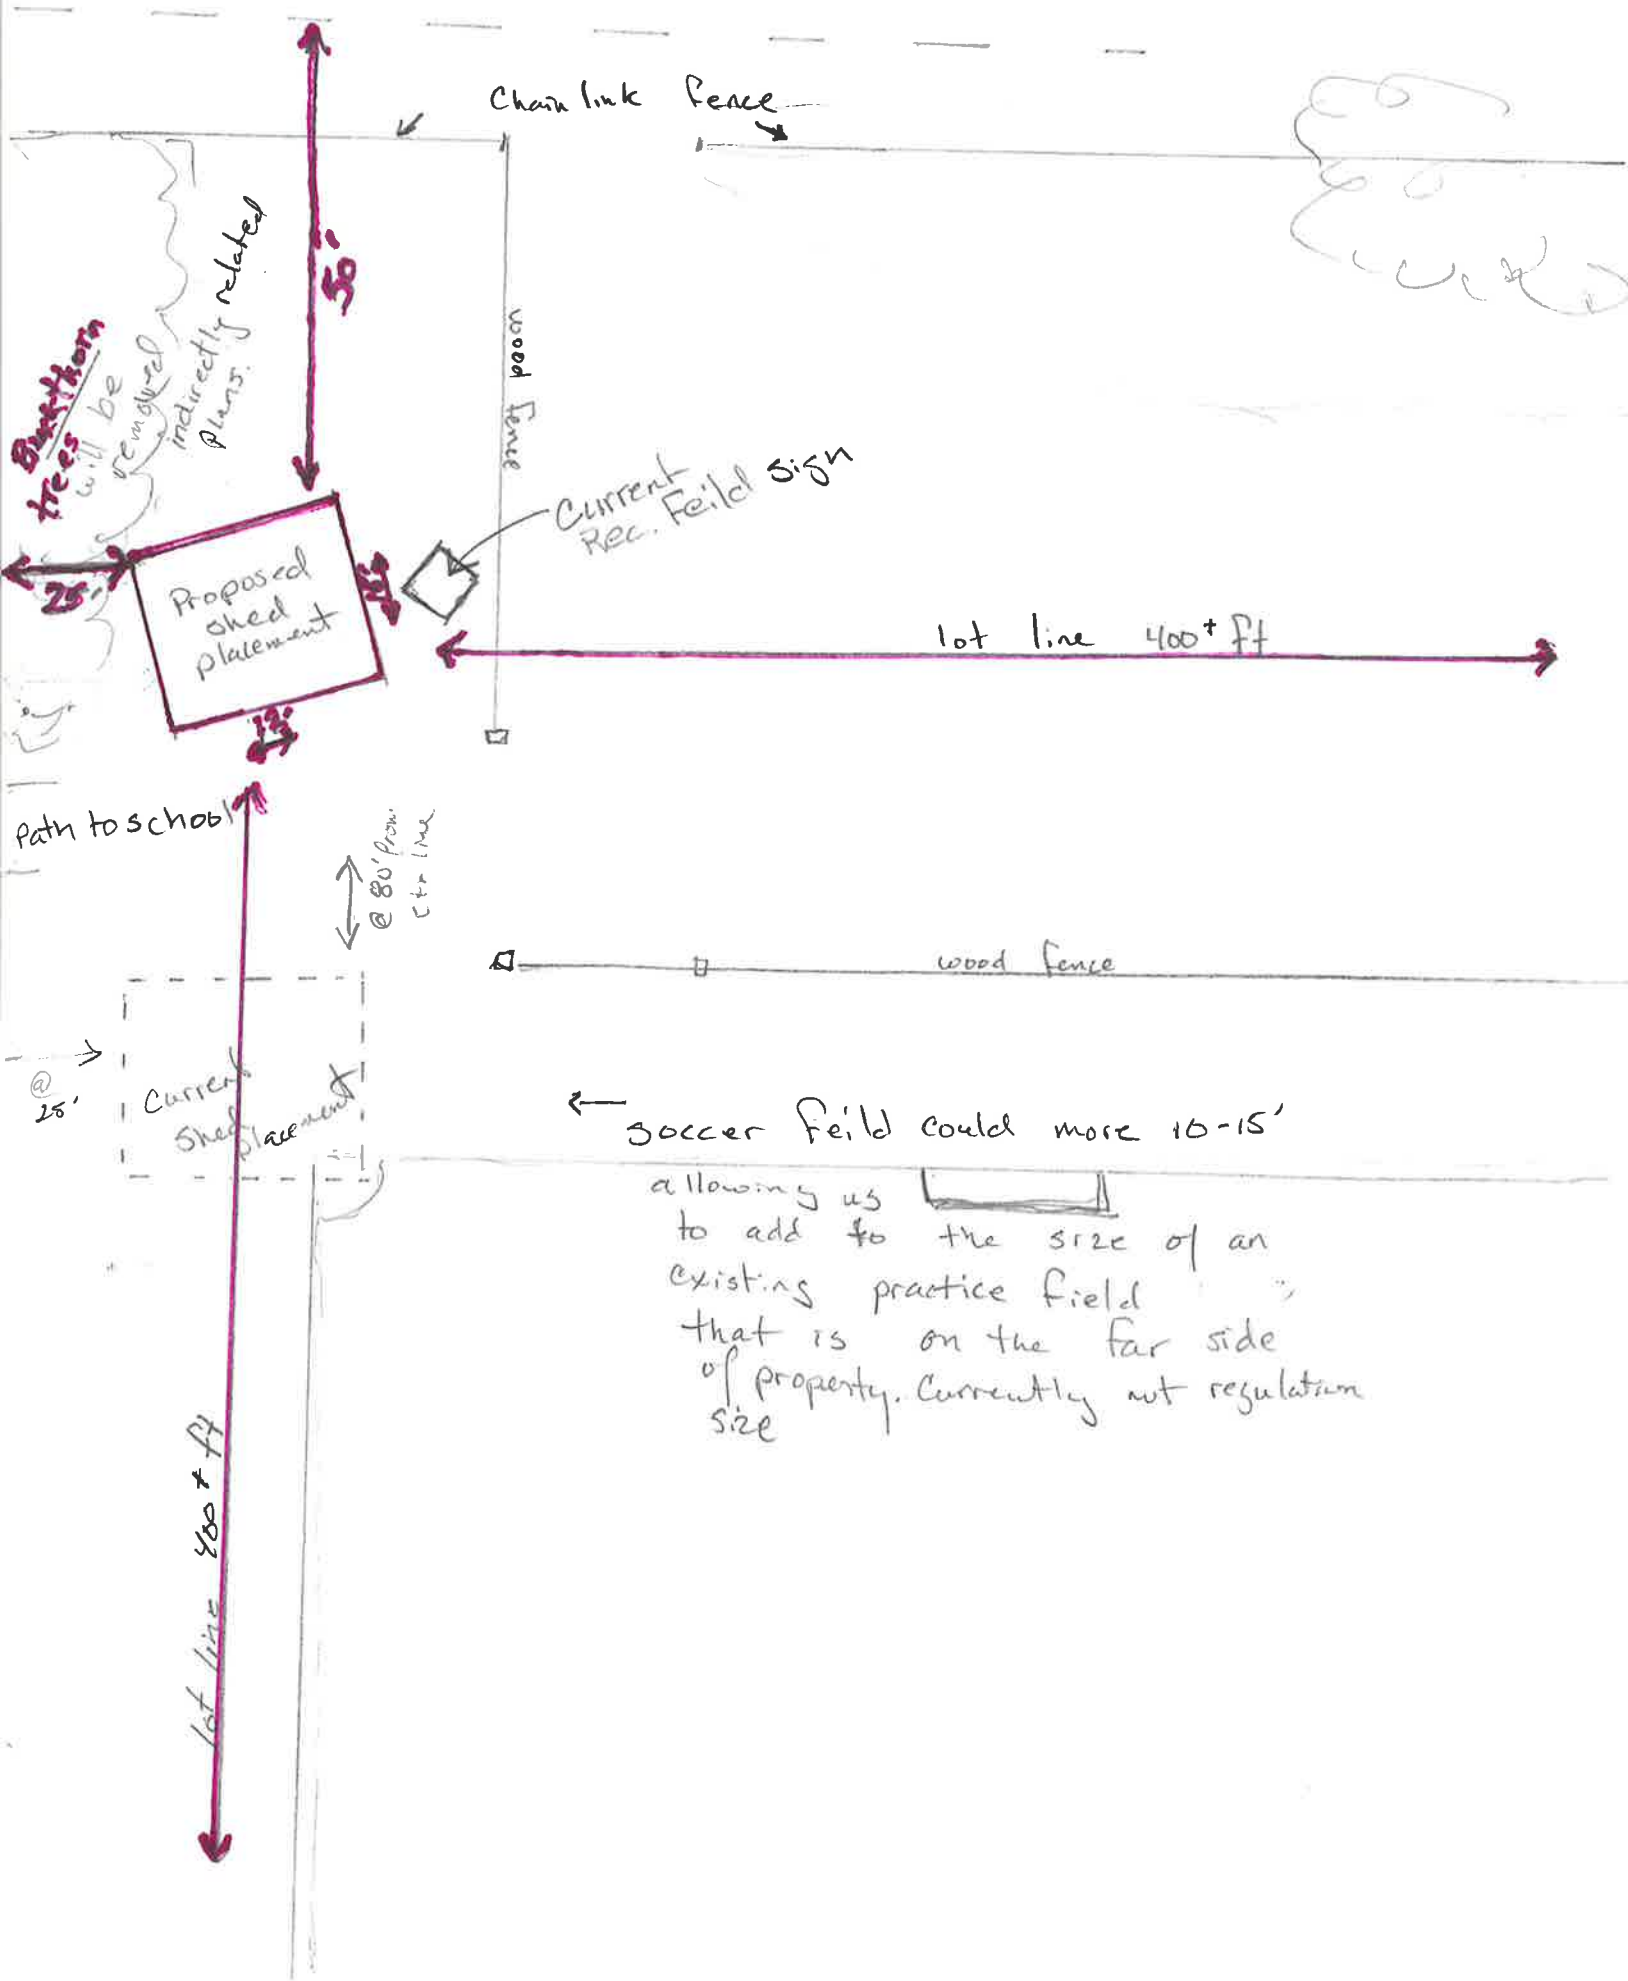 Chain link fence
50'
wood fence
Buckthorn
trees
will be
removed
indirectly related
plans.
Current
Rec. Feild sign
25'
Proposed
shed
placement
lot line 400+ ft
12'
Path to school
@ 80' from
ctr line
wood fence
@
25'
Current
shed placement
soccer feild could more 10-15'
allowing us
to add to the size of an
existing practice field
that is on the far side
of property. Currently not regulation
size
lot line 400+ ft